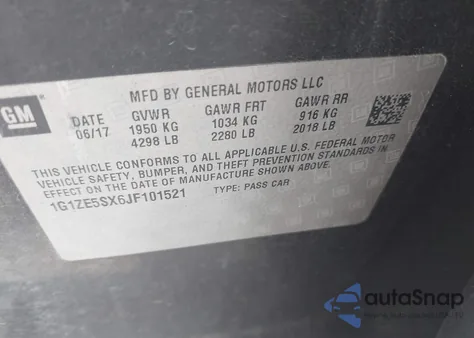 GM
MFD BY GENERAL MOTORS LLC
DATE GVWR GAWR FRT GAWR RR
06/17 1950 KG 1034 KG 916 KG
4298 LB 2280 LB 2018 LB
THIS VEHICLE CONFORMS TO ALL APPLICABLE U.S. FEDERAL MOTOR
VEHICLE SAFETY, BUMPER, AND THEFT PREVENTION STANDARDS IN
EFFECT ON THE DATE OF MANUFACTURE SHOWN ABOVE.
1G1ZE5SX6JF101521 TYPE: PASS CAR
autoSnap